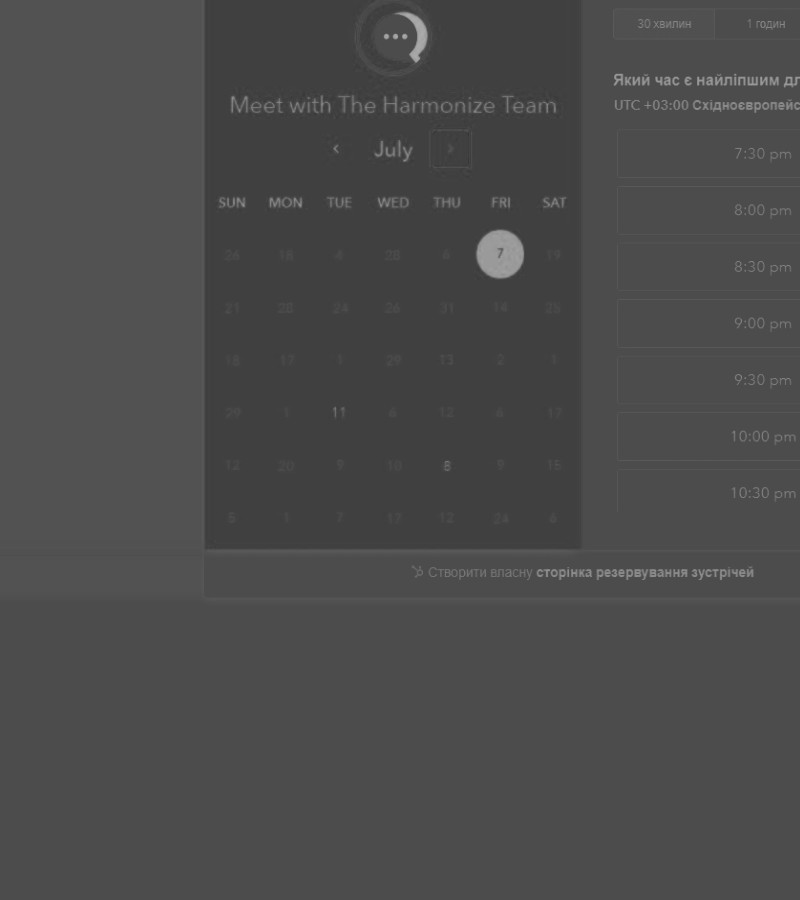 Meet with The Harmonize Team
July
SUN MON TUE WED THU FRI SAT
26 18 4 28 6 7 19
21 28 24 26 31 14 25
18 17 1 29 13 2 1
29 1 11 6 12 6 17
12 20 9 10 8 9 15
5 1 7 17 12 24 6
30 хвилин
1 годин
Який час є найліпшим дл
UTC +03:00 Східноєвропейс
7:30 pm
8:00 pm
8:30 pm
9:00 pm
9:30 pm
10:00 pm
10:30 pm
Створити власну сторінка резервування зустрічей